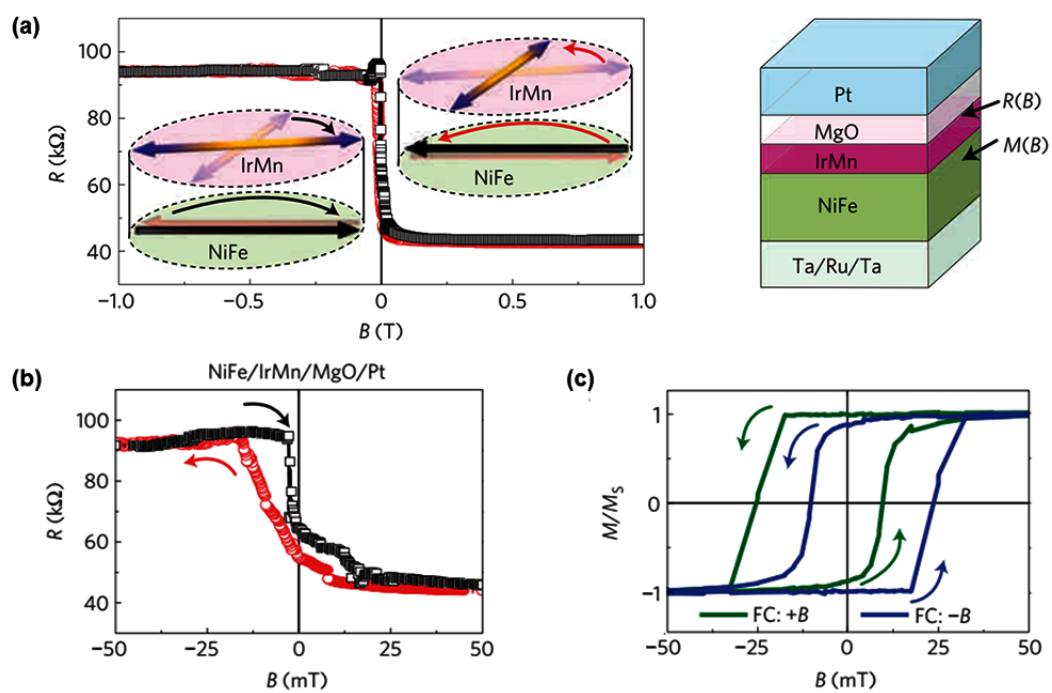 (a)
100
80
60
40
R (kΩ)
−1.0
−0.5
0
0.5
1.0
B (T)
IrMn
NiFe
IrMn
NiFe
Pt
MgO
IrMn
NiFe
Ta/Ru/Ta
R(B)
M(B)
(b)
NiFe/IrMn/MgO/Pt
100
80
60
40
R (kΩ)
−50
−25
0
25
50
B (mT)
(c)
1
0
−1
M/MS
FC: +B
FC: −B
−50
−25
0
25
50
B (mT)